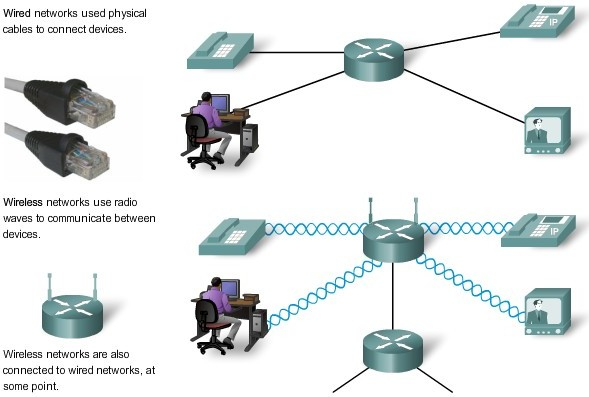 Wired networks used physical
cables to connect devices.
IP
Wireless networks use radio
waves to communicate between
devices.
IP
Wireless networks are also
connected to wired networks, at
some point.